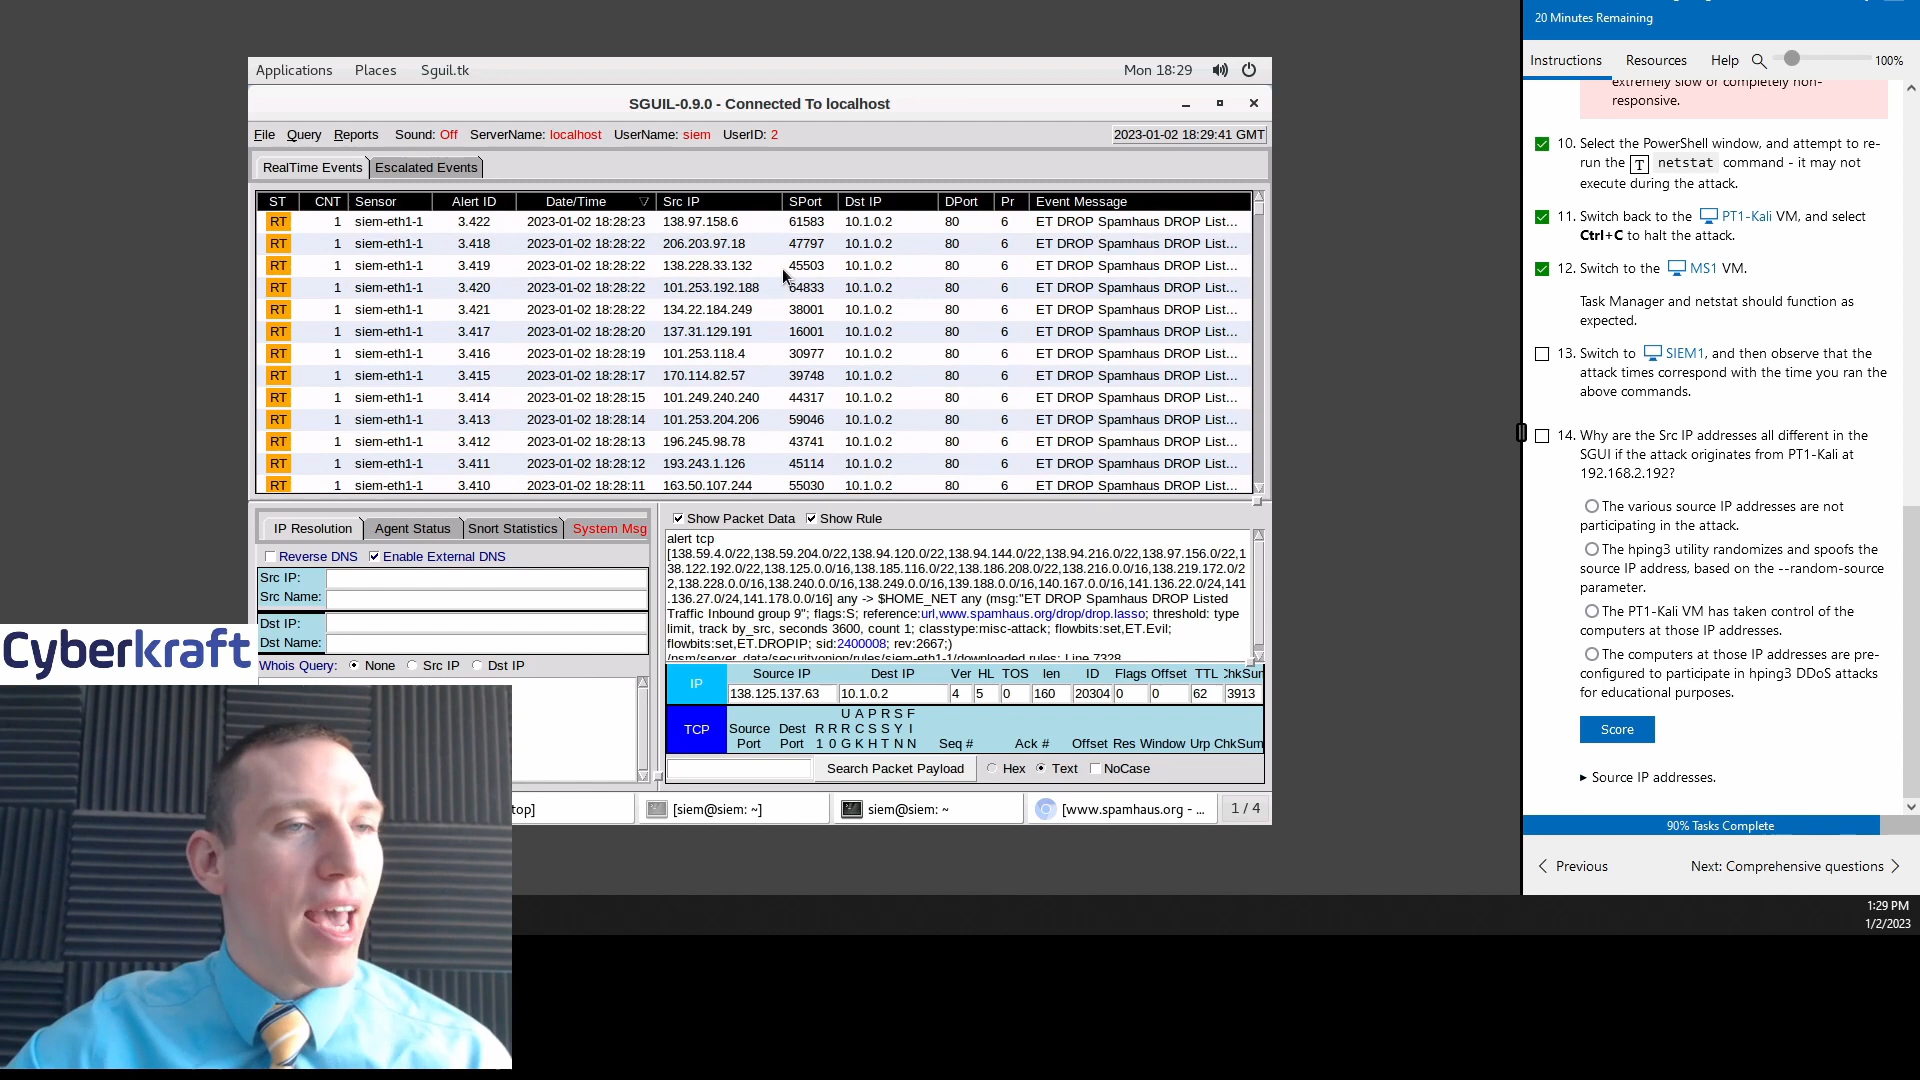 20 Minutes Remaining
Instructions Resources Help 100%
extremely slow or completely non-
responsive.
10. Select the PowerShell window, and attempt to re-
run the T netstat command - it may not
execute during the attack.
11. Switch back to the PT1-Kali VM, and select
Ctrl+C to halt the attack.
12. Switch to the MS1 VM.
Task Manager and netstat should function as
expected.
13. Switch to SIEM1, and then observe that the
attack times correspond with the time you ran the
above commands.
14. Why are the Src IP addresses all different in the
SGUI if the attack originates from PT1-Kali at
192.168.2.192?
The various source IP addresses are not
participating in the attack.
The hping3 utility randomizes and spoofs the
source IP address, based on the --random-source
parameter.
The PT1-Kali VM has taken control of the
computers at those IP addresses.
The computers at those IP addresses are pre-
configured to participate in hping3 DDoS attacks
for educational purposes.
Score
Source IP addresses.
90% Tasks Complete
Previous Next: Comprehensive questions
1:29 PM
1/2/2023
Applications Places Sguil.tk Mon 18:29
SGUIL-0.9.0 - Connected To localhost
File Query Reports Sound: Off ServerName: localhost UserName: siem UserID: 2 2023-01-02 18:29:41 GMT
RealTime Events Escalated Events
ST CNT Sensor Alert ID Date/Time Src IP SPort Dst IP DPort Pr Event Message
RT 1 siem-eth1-1 3.422 2023-01-02 18:28:23 138.97.158.6 61583 10.1.0.2 80 6 ET DROP Spamhaus DROP List...
RT 1 siem-eth1-1 3.418 2023-01-02 18:28:22 206.203.97.18 47797 10.1.0.2 80 6 ET DROP Spamhaus DROP List...
RT 1 siem-eth1-1 3.419 2023-01-02 18:28:22 138.228.33.132 45503 10.1.0.2 80 6 ET DROP Spamhaus DROP List...
RT 1 siem-eth1-1 3.420 2023-01-02 18:28:22 101.253.192.188 64833 10.1.0.2 80 6 ET DROP Spamhaus DROP List...
RT 1 siem-eth1-1 3.421 2023-01-02 18:28:22 134.22.184.249 38001 10.1.0.2 80 6 ET DROP Spamhaus DROP List...
RT 1 siem-eth1-1 3.417 2023-01-02 18:28:20 137.31.129.191 16001 10.1.0.2 80 6 ET DROP Spamhaus DROP List...
RT 1 siem-eth1-1 3.416 2023-01-02 18:28:19 101.253.118.4 30977 10.1.0.2 80 6 ET DROP Spamhaus DROP List...
RT 1 siem-eth1-1 3.415 2023-01-02 18:28:17 170.114.82.57 39748 10.1.0.2 80 6 ET DROP Spamhaus DROP List...
RT 1 siem-eth1-1 3.414 2023-01-02 18:28:15 101.249.240.240 44317 10.1.0.2 80 6 ET DROP Spamhaus DROP List...
RT 1 siem-eth1-1 3.413 2023-01-02 18:28:14 101.253.204.206 59046 10.1.0.2 80 6 ET DROP Spamhaus DROP List...
RT 1 siem-eth1-1 3.412 2023-01-02 18:28:13 196.245.98.78 43741 10.1.0.2 80 6 ET DROP Spamhaus DROP List...
RT 1 siem-eth1-1 3.411 2023-01-02 18:28:12 193.243.1.126 45114 10.1.0.2 80 6 ET DROP Spamhaus DROP List...
RT 1 siem-eth1-1 3.410 2023-01-02 18:28:11 163.50.107.244 55030 10.1.0.2 80 6 ET DROP Spamhaus DROP List...
IP Resolution Agent Status Snort Statistics System Msg
Reverse DNS Enable External DNS
Src IP:
Src Name:
Dst IP:
Dst Name:
Whois Query: None Src IP Dst IP
Show Packet Data Show Rule
alert tcp
[138.59.4.0/22,138.59.204.0/22,138.94.120.0/22,138.94.144.0/22,138.94.216.0/22,138.97.156.0/22,1
38.122.192.0/22,138.125.0.0/16,138.185.116.0/22,138.186.208.0/22,138.216.0.0/16,138.219.172.0/2
2,138.228.0.0/16,138.240.0.0/16,138.249.0.0/16,139.188.0.0/16,140.167.0.0/16,141.136.22.0/24,141
.136.27.0/24,141.178.0.0/16] any -> $HOME_NET any (msg:"ET DROP Spamhaus DROP Listed
Traffic Inbound group 9"; flags:S; reference:url,www.spamhaus.org/drop/drop.lasso; threshold: type
limit, track by_src, seconds 3600, count 1; classtype:misc-attack; flowbits:set,ET.Evil;
flowbits:set,ET.DROPIP; sid:2400008; rev:2667;)
/nsm/server_data/securityonion/rules/siem-eth1-1/downloaded.rules: Line 7328
IP Source IP Dest IP Ver HL TOS len ID Flags Offset TTL ChkSum
138.125.137.63 10.1.0.2 4 5 0 160 20304 0 0 62 3913
TCP
U A P R S F
Source Dest R R R C S S Y I
Port Port 1 0 G K H T N N Seq # Ack # Offset Res Window Urp ChkSum
Search Packet Payload Hex Text NoCase
top] [siem@siem: ~] siem@siem: ~ [www.spamhaus.org - ... 1 / 4
Cyberkraft